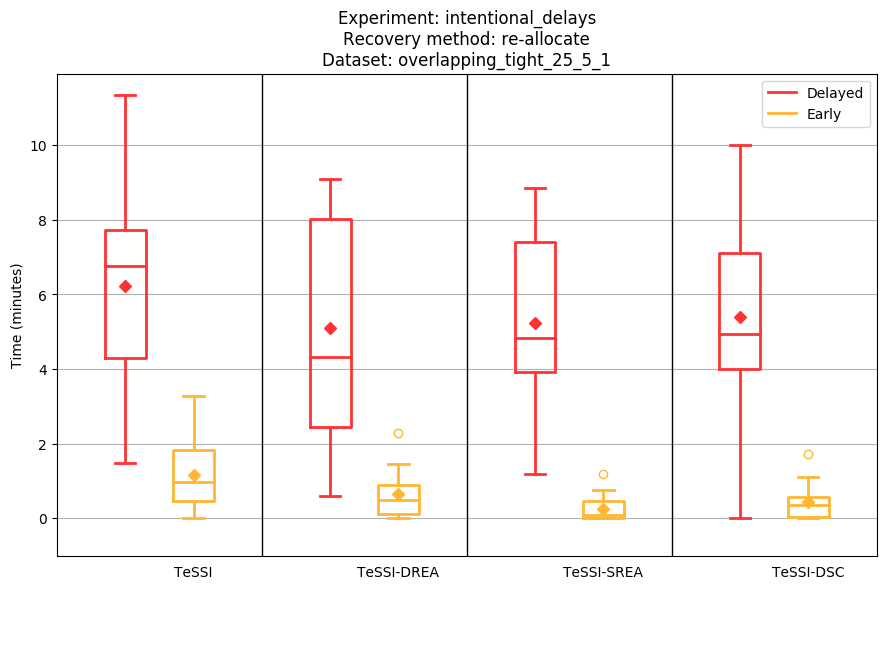 Experiment: intentional_delays
Recovery method: re-allocate
Dataset: overlapping_tight_25_5_1
Delayed
Early
Time (minutes)
10
8
6
4
2
0
TeSSI
TeSSI-DREA
TeSSI-SREA
TeSSI-DSC